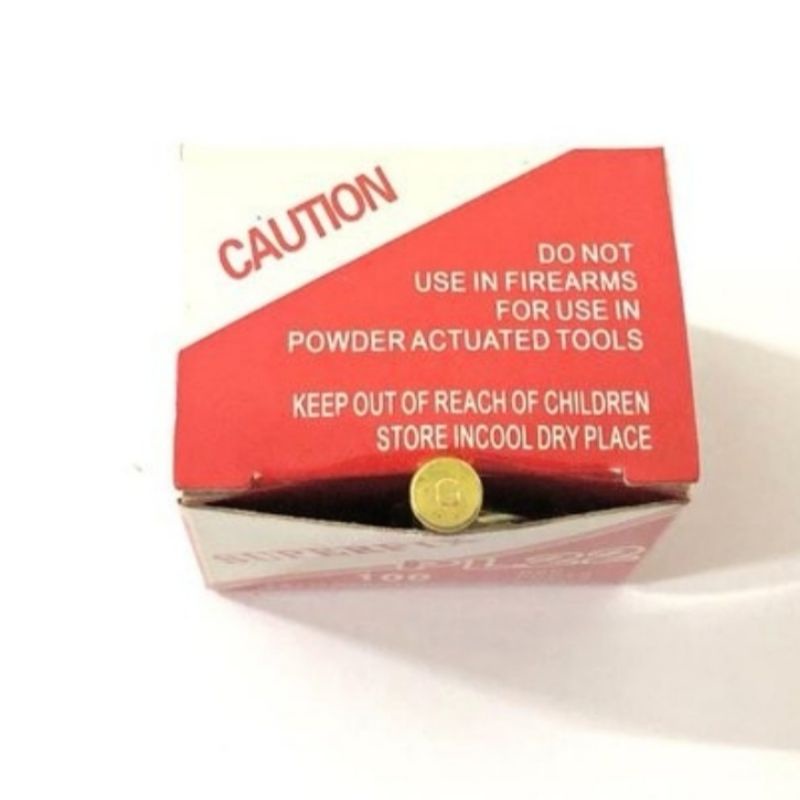 CAUTION
DO NOT
USE IN FIREARMS
FOR USE IN
POWDER ACTUATED TOOLS
KEEP OUT OF REACH OF CHILDREN
STORE INCOOL DRY PLACE
G
100